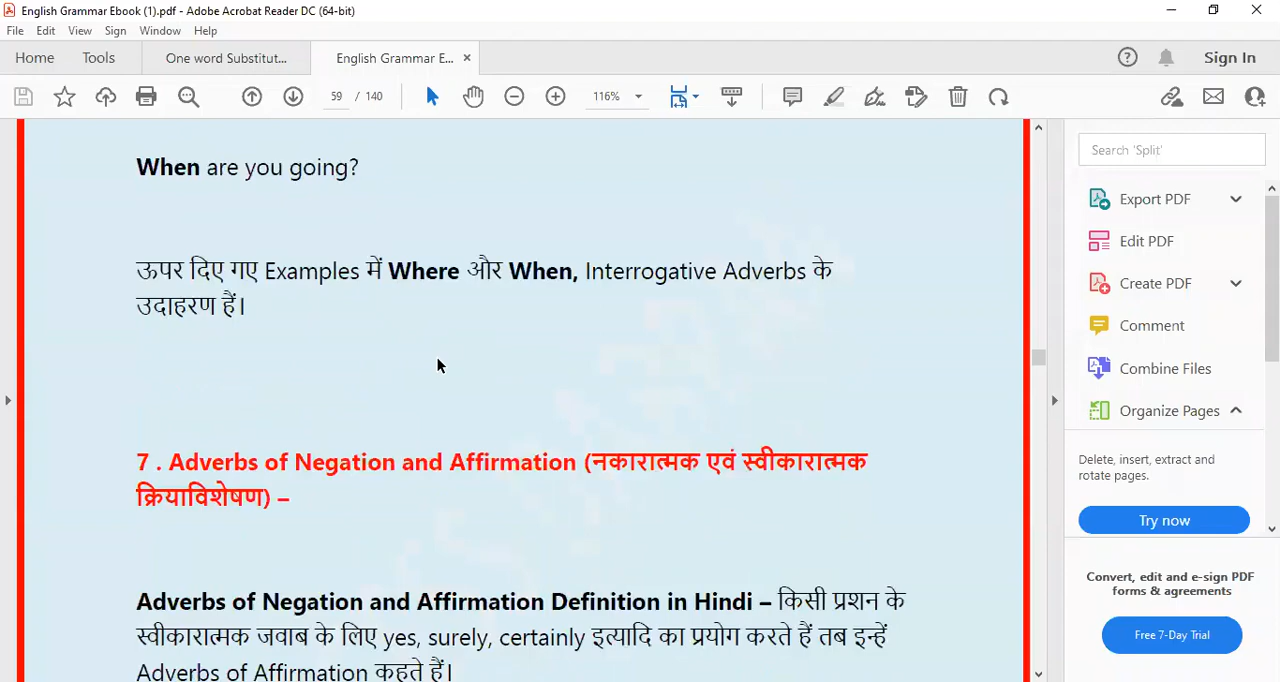 English Grammar Ebook (1).pdf - Adobe Acrobat Reader DC (64-bit)
File Edit View Sign Window Help
Home Tools One word Substitut... English Grammar E... × Sign In
59 / 140 116%
When are you going?
ऊपर दिए गए Examples में Where और When, Interrogative Adverbs के
उदाहरण हैं।
7 . Adverbs of Negation and Affirmation (नकारात्मक एवं स्वीकारात्मक
क्रियाविशेषण) –
Adverbs of Negation and Affirmation Definition in Hindi – किसी प्रशन के
स्वीकारात्मक जवाब के लिए yes, surely, certainly इत्यादि का प्रयोग करते हैं तब इन्हें
Adverbs of Affirmation कहते हैं।
Search 'Split'
Export PDF
Edit PDF
Create PDF
Comment
Combine Files
Organize Pages
Delete, insert, extract and
rotate pages.
Try now
Convert, edit and e-sign PDF
forms & agreements
Free 7-Day Trial